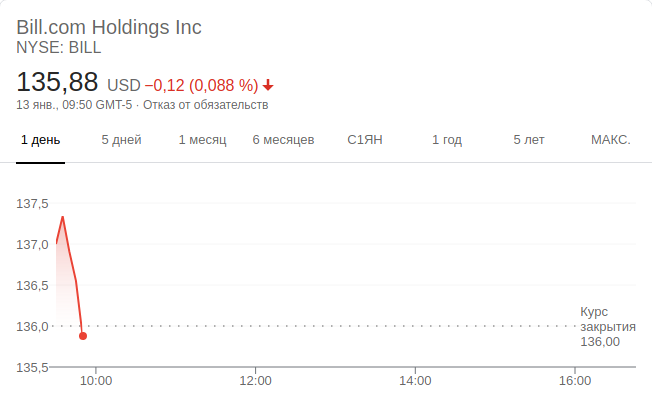 Bill.com Holdings Inc
NYSE: BILL
135,88 USD −0,12 (0,088 %)
13 янв., 09:50 GMT-5 · Отказ от обязательств
1 день 5 дней 1 месяц 6 месяцев С1ЯН 1 год 5 лет МАКС.
137,5
137,0
136,5
136,0
135,5
Курс
закрытия
136,00
10:00 12:00 14:00 16:00